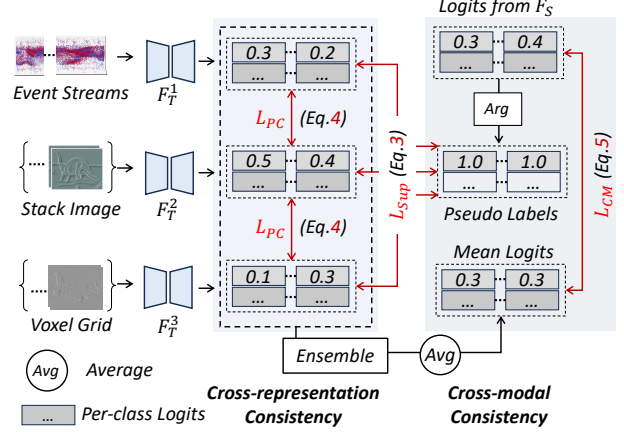 Logits from F_S
0.3 0.2
... ...
Event Streams
F_T^1
0.3 0.4
... ...
L_PC (Eq.4)
Arg
0.5 0.4
... ...
Stack Image
F_T^2
L_Sup (Eq.3)
1.0 1.0
... ...
Pseudo Labels
L_CM (Eq.5)
L_PC (Eq.4)
Mean Logits
0.1 0.3
... ...
Voxel Grid
F_T^3
0.3 0.3
... ...
Ensemble
Avg
Avg Average
... Per-class Logits
Cross-representation
Consistency
Cross-modal
Consistency